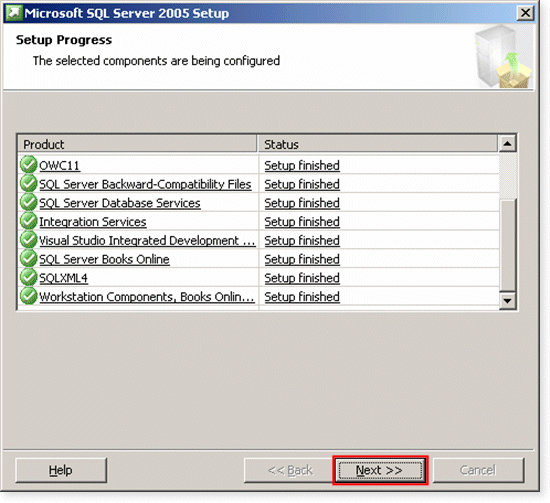 Microsoft SQL Server 2005 Setup
Setup Progress
The selected components are being configured
Product Status
OWC11 Setup finished
SQL Server Backward-Compatibility Files Setup finished
SQL Server Database Services Setup finished
Integration Services Setup finished
Visual Studio Integrated Development ... Setup finished
SQL Server Books Online Setup finished
SQLXML4 Setup finished
Workstation Components, Books Onlin... Setup finished
Help << Back Next >> Cancel